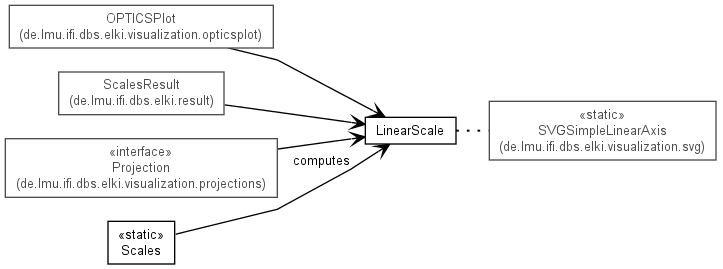 OPTICSPlot
(de.lmu.ifi.dbs.elki.visualization.opticsplot)
ScalesResult
(de.lmu.ifi.dbs.elki.result)
«interface»
Projection
(de.lmu.ifi.dbs.elki.visualization.projections)
computes
«static»
Scales
LinearScale
«static»
SVGSimpleLinearAxis
(de.lmu.ifi.dbs.elki.visualization.svg)